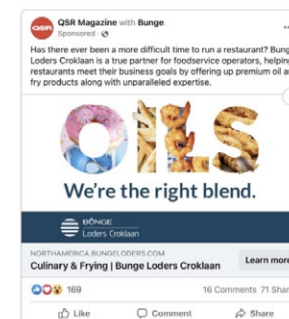 QSR Magazine with Bunge.
Sponsored
Has there ever been a more difficult time to run a restaurant? Bung
Loders Croklaan is a true partner for foodservice operators, helping
restaurants meet their business goals by offering up premium oil a
fry products along with unparalleled expertise.
OILS
We're the right blend.
BUNGE
Loders Croklaan
NORTHAMERICA.BUNGELODERS.COM
Culinary & Frying | Bunge Loders Croklaan
Learn more
169
16 Comments 71 Shar
Like Comment Share